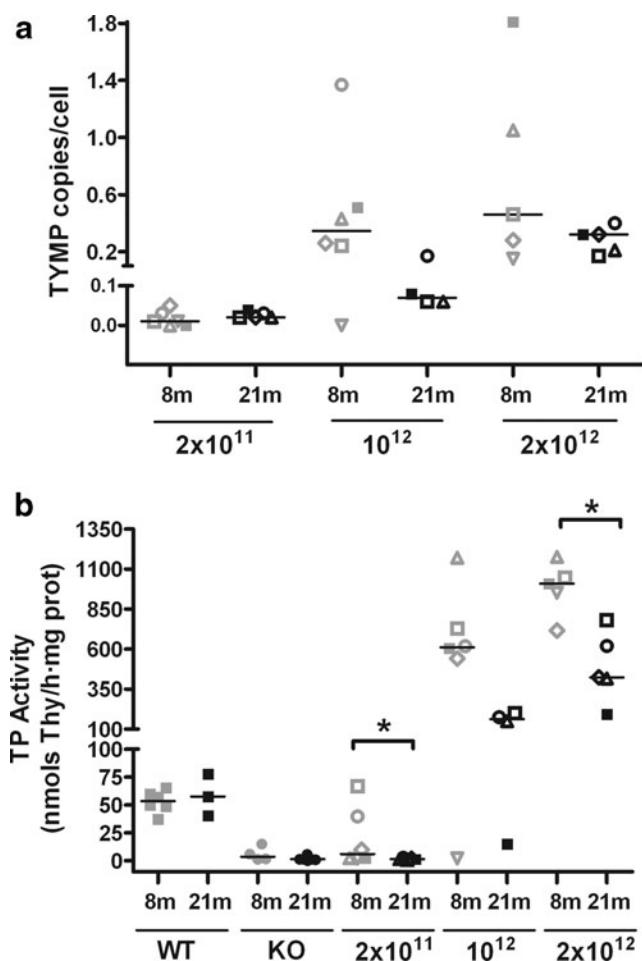 a
TYMP copies/cell
1.8
1.4
1.0
0.6
0.2
0.1
0.0
8m 21m 8m 21m 8m 21m
2x10¹¹ 10¹² 2x10¹²
b
TP Activity
(nmols Thy/h·mg prot)
1350
1100
850
600
350
100
100
75
50
25
0
* *
8m 21m 8m 21m 8m 21m 8m 21m 8m 21m
WT KO 2x10¹¹ 10¹² 2x10¹²